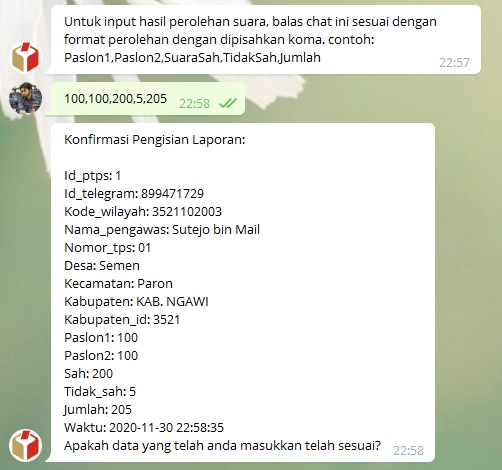 Untuk input hasil perolehan suara, balas chat ini sesuai dengan
format perolehan dengan dipisahkan koma. contoh:
Paslon1,Paslon2,SuaraSah,TidakSah,Jumlah
22:57
100,100,200,5,205 22:58
Konfirmasi Pengisian Laporan:
Id_ptps: 1
Id_telegram: 899471729
Kode_wilayah: 3521102003
Nama_pengawas: Sutejo bin Mail
Nomor_tps: 01
Desa: Semen
Kecamatan: Paron
Kabupaten: KAB. NGAWI
Kabupaten_id: 3521
Paslon1: 100
Paslon2: 100
Sah: 200
Tidak_sah: 5
Jumlah: 205
Waktu: 2020-11-30 22:58:35
Apakah data yang telah anda masukkan telah sesuai? 22:58